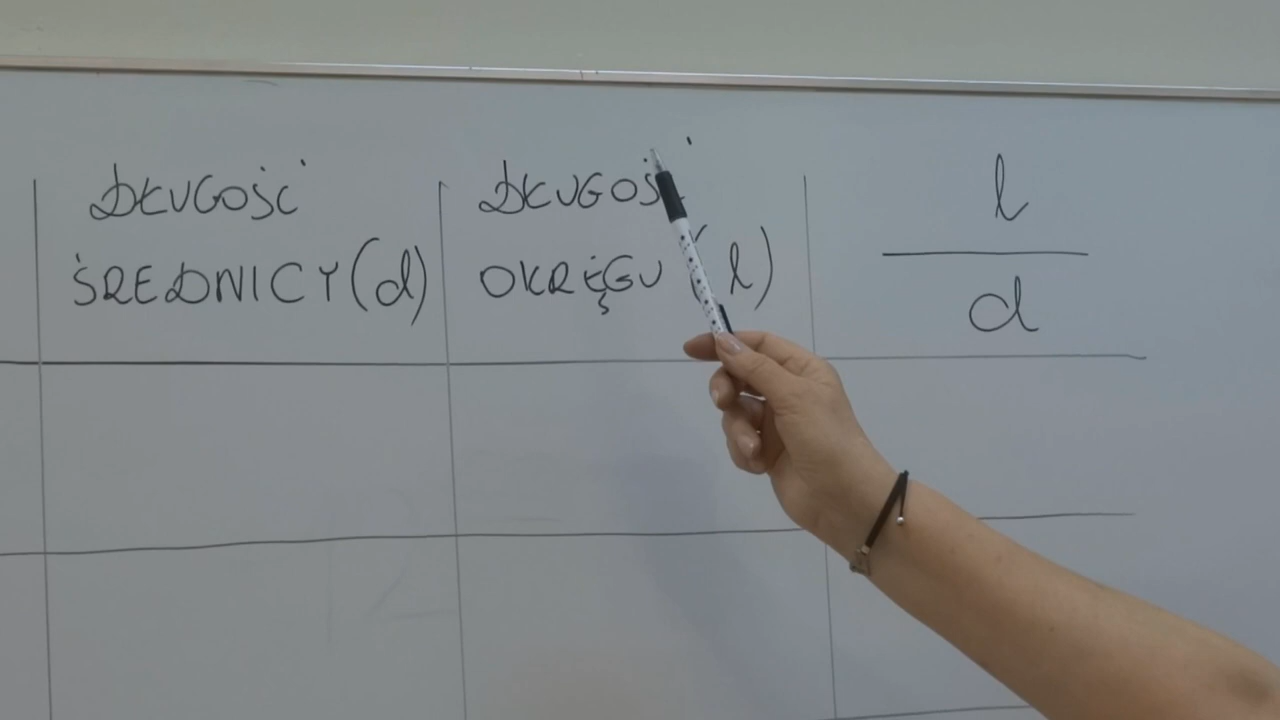 DŁUGOŚĆ
ŚREDNICY (d)
DŁUGOŚĆ
OKRĘGU (l)
l
d